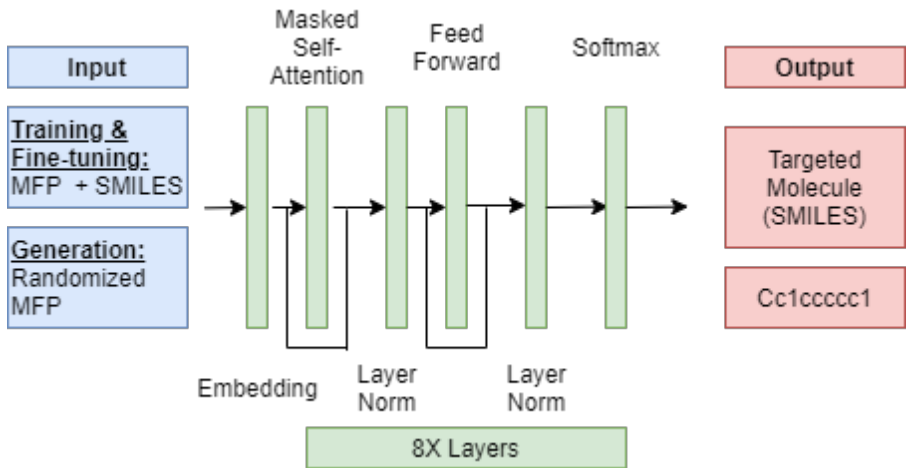 Input
Training &
Fine-tuning:
MFP + SMILES
Generation:
Randomized
MFP
Masked
Self-
Attention
Feed
Forward
Softmax
Embedding
Layer
Norm
Layer
Norm
8X Layers
Output
Targeted
Molecule
(SMILES)
Cc1ccccc1